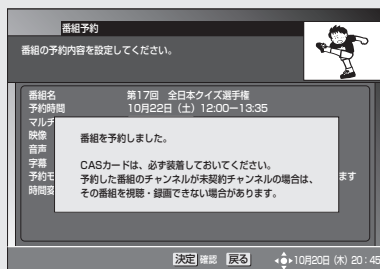 番組予約
番組の予約内容を設定してください。
番組名 第17回 全日本クイズ選手権
予約時間 10月22日（土）12:00ー13:35
マルチ
映像
音声
字幕
予約モ ます
時間変
番組を予約しました。
CASカードは、必ず装着しておいてください。
予約した番組のチャンネルが未契約チャンネルの場合は、
その番組を視聴・録画できない場合があります。
決定 確認 戻る 10月20日（木）20：45